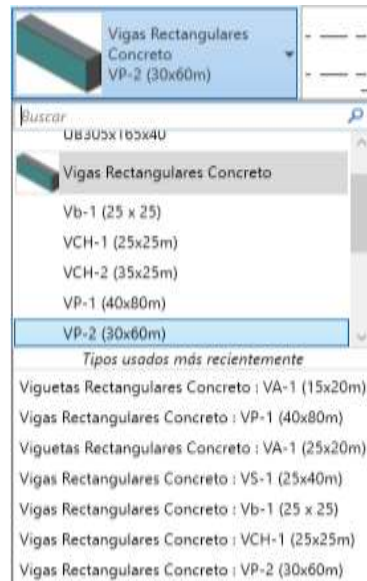 Vigas Rectangulares
Concreto
VP-2 (30x60m)
Buscar
UB305x165x40
Vigas Rectangulares Concreto
Vb-1 (25 x 25)
VCH-1 (25x25m)
VCH-2 (35x25m)
VP-1 (40x80m)
VP-2 (30x60m)
Tipos usados más recientemente
Viguetas Rectangulares Concreto : VA-1 (15x20m)
Vigas Rectangulares Concreto : VP-1 (40x80m)
Viguetas Rectangulares Concreto : VA-1 (25x20m)
Vigas Rectangulares Concreto : VS-1 (25x40m)
Vigas Rectangulares Concreto : Vb-1 (25 x 25)
Vigas Rectangulares Concreto : VCH-1 (25x25m)
Vigas Rectangulares Concreto : VP-2 (30x60m)